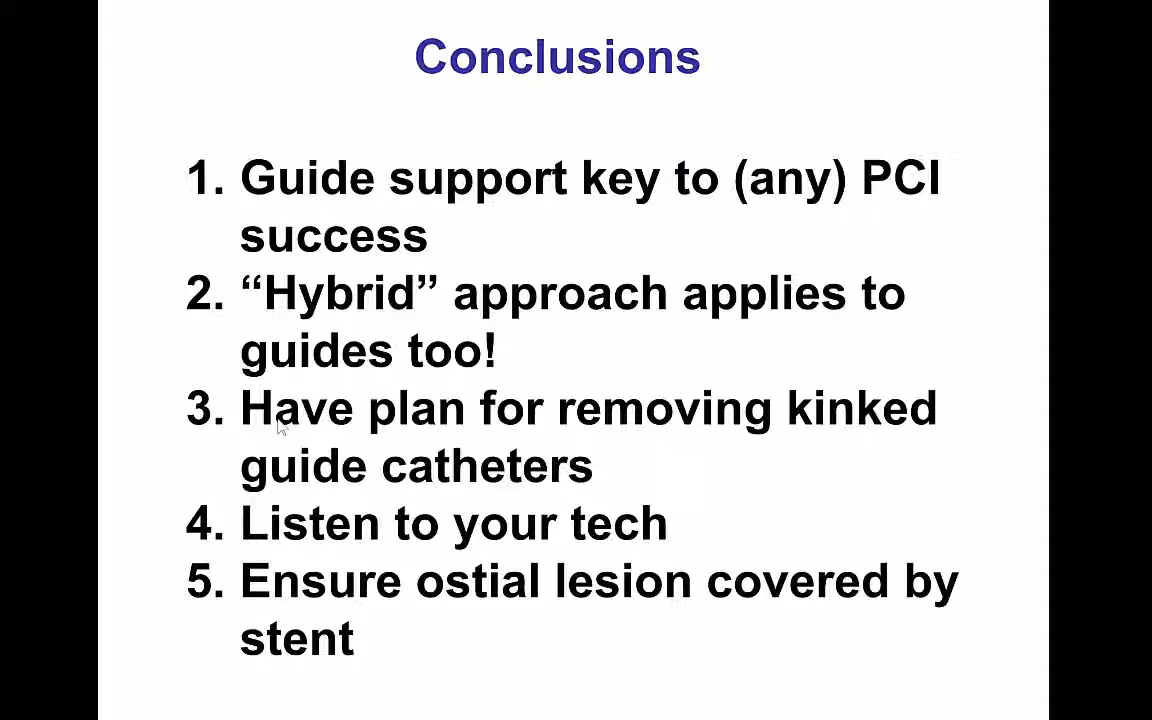 Conclusions
1. Guide support key to (any) PCI
success
2. “Hybrid” approach applies to
guides too!
3. Have plan for removing kinked
guide catheters
4. Listen to your tech
5. Ensure ostial lesion covered by
stent